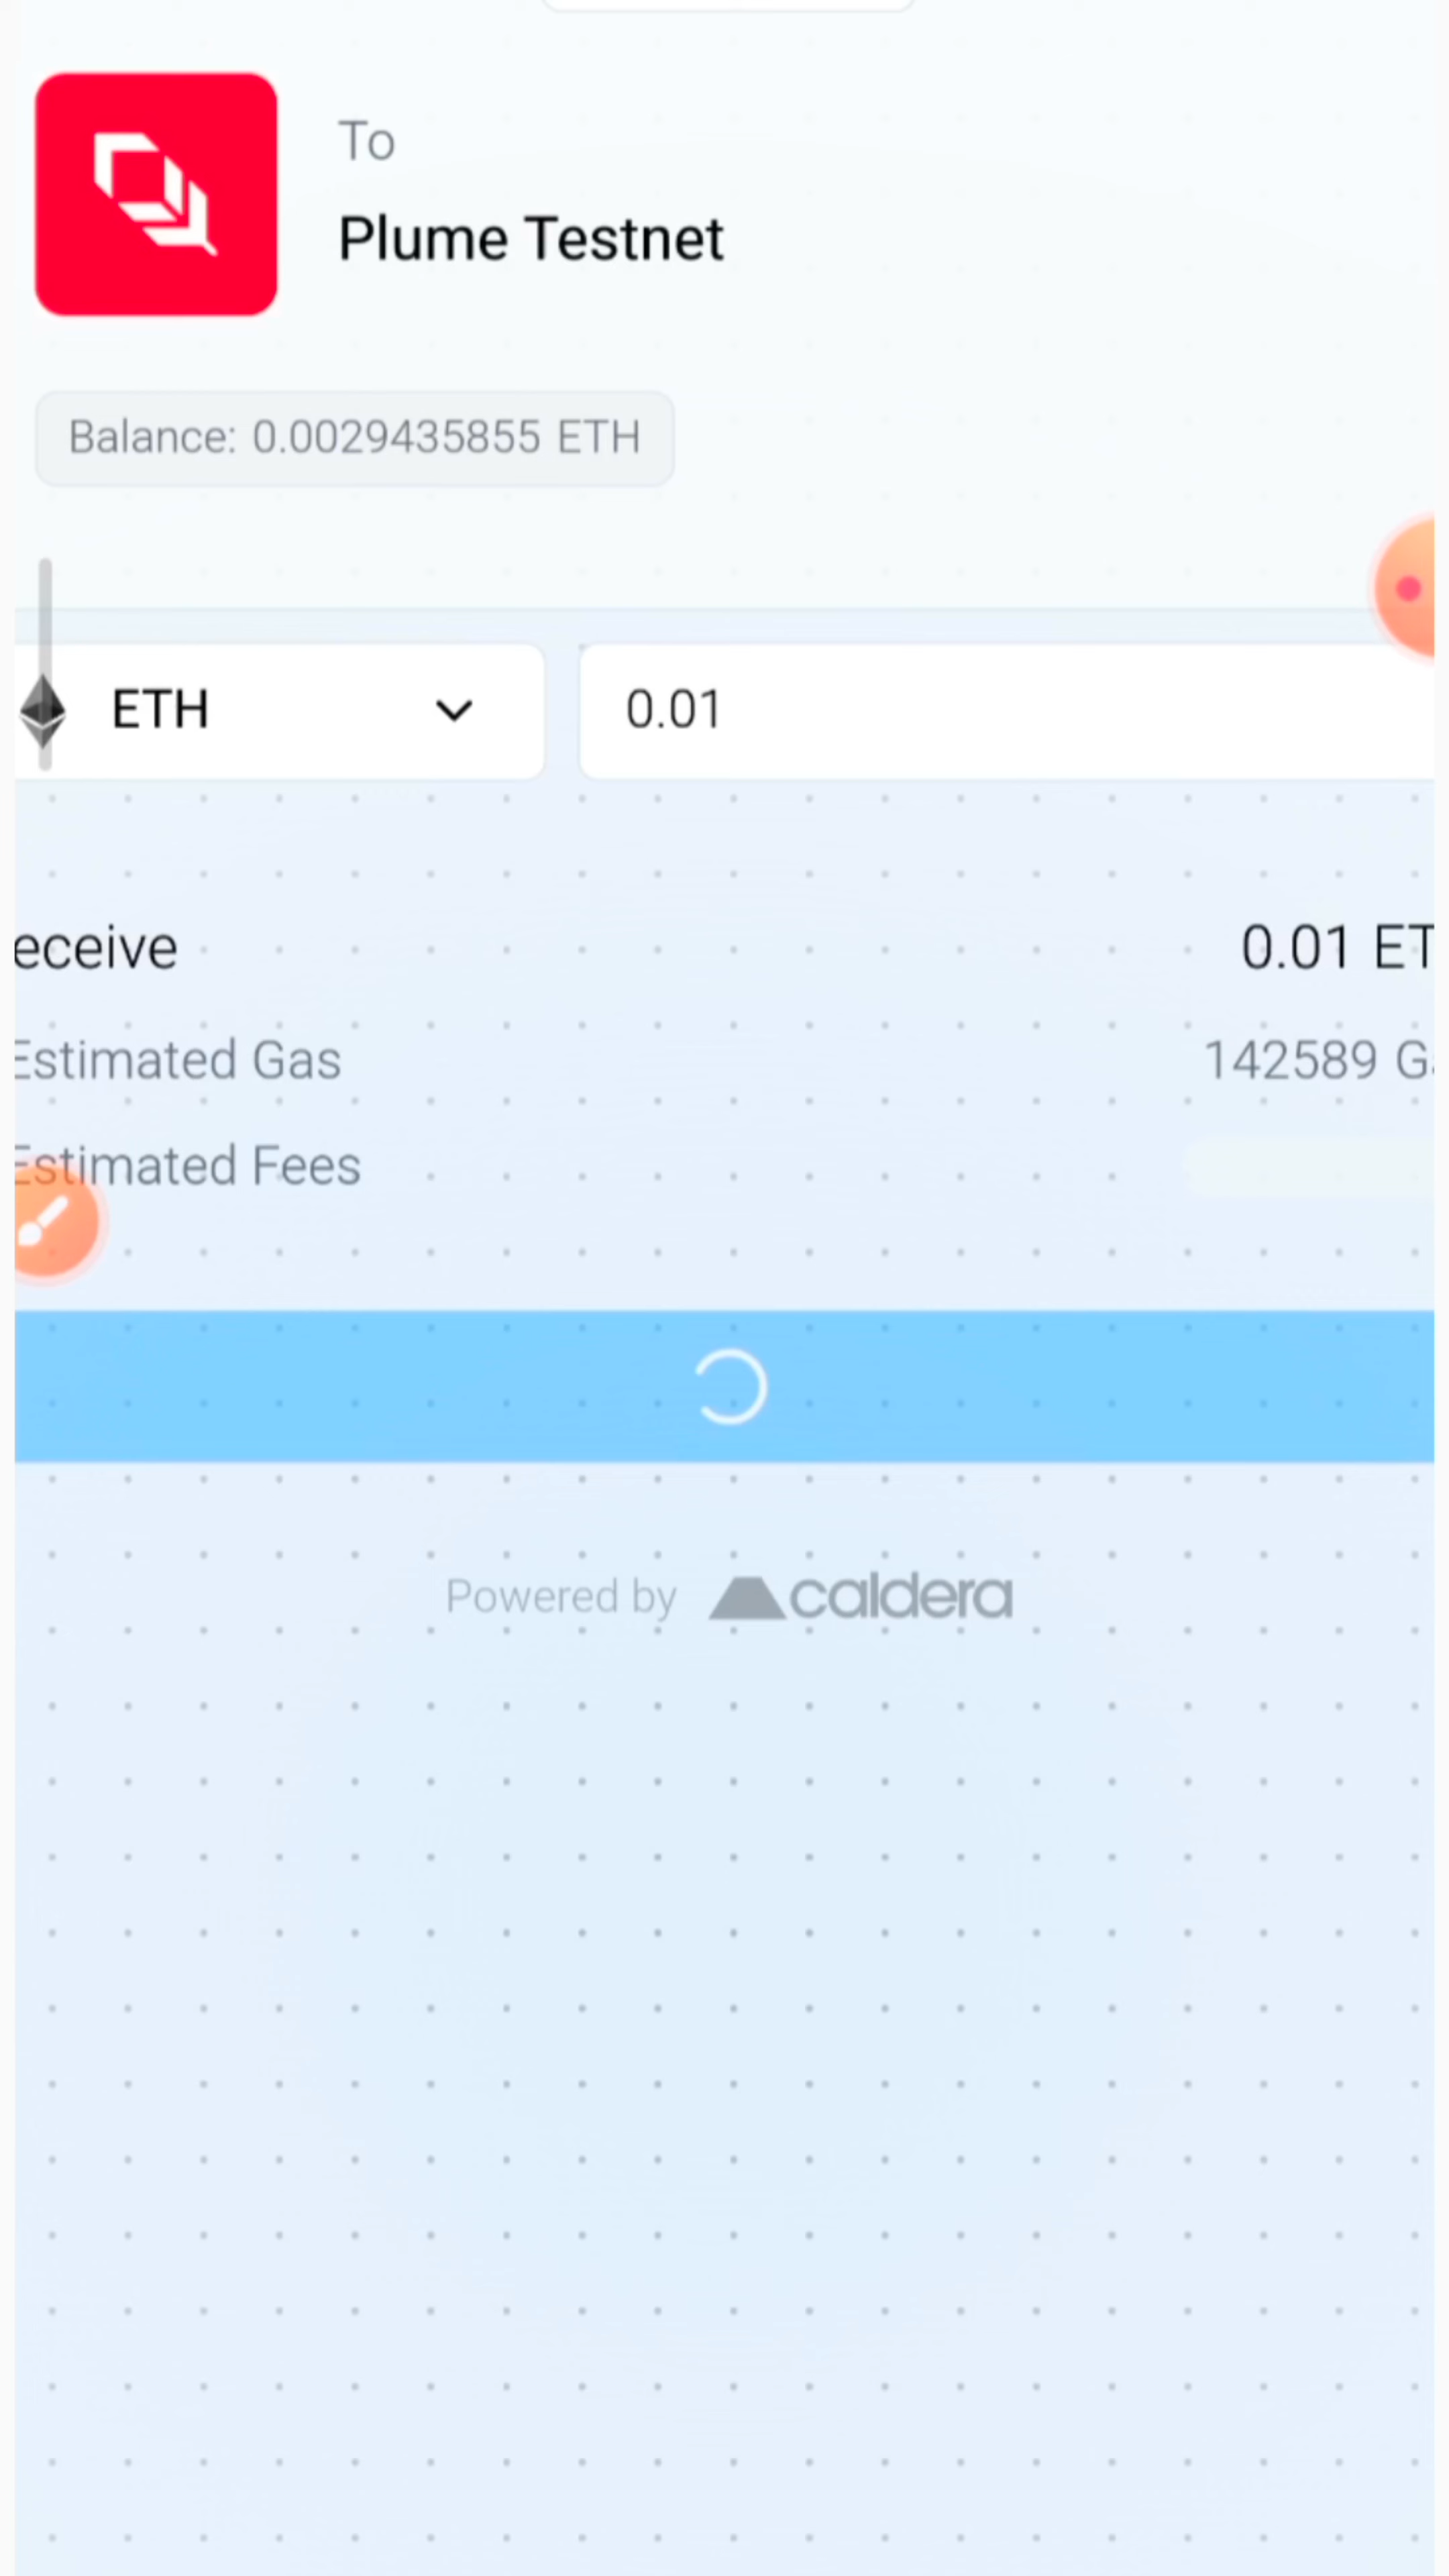 To
Plume Testnet
Balance: 0.0029435855 ETH
ETH
0.01
eceive
0.01 ET
Estimated Gas
142589 Ga
Estimated Fees
Powered by caldera